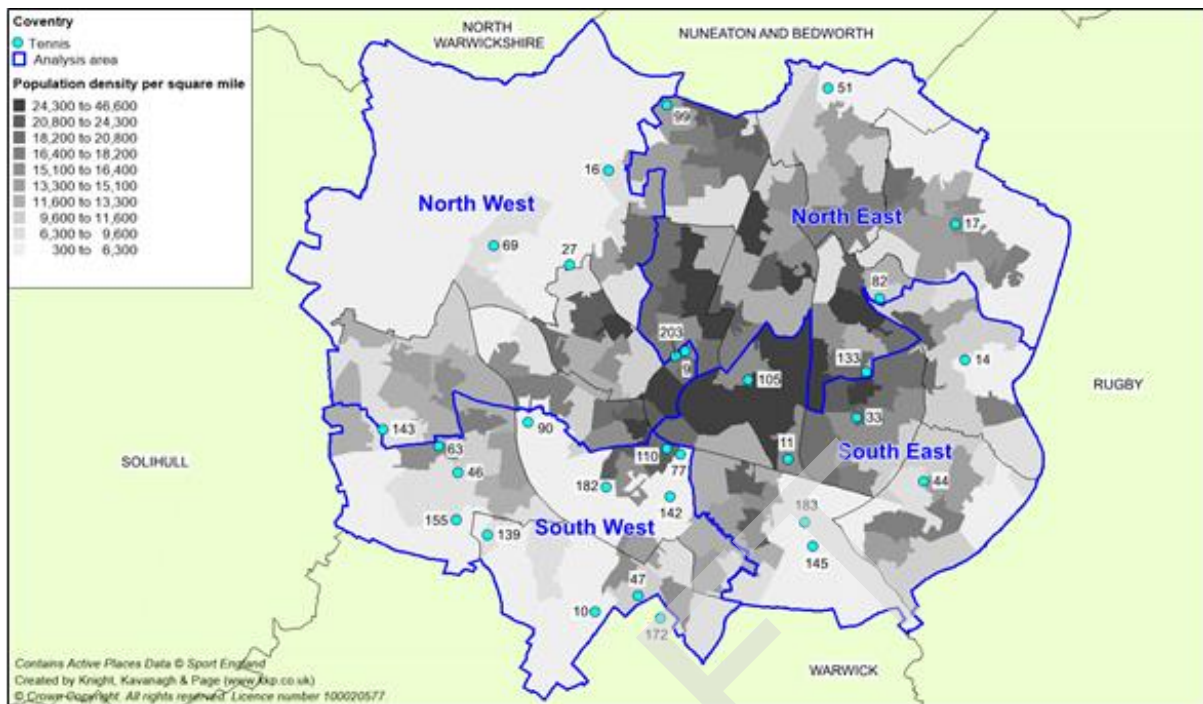 Coventry
Tennis
Analysis area
Population density per square mile
24,300 to 46,600
20,800 to 24,300
18,200 to 20,800
16,400 to 18,200
15,100 to 16,400
13,300 to 15,100
11,600 to 13,300
9,600 to 11,600
6,300 to 9,600
300 to 6,300
NORTH
WARWICKSHIRE
NUNEATON AND BEDWORTH
51
99
16
North West
North East
17
69
27
82
203
9
133
14
105
RUGBY
33
143
90
11
South East
63
110
77
SOLIHULL
46
44
182
142
183
155
South West
139
145
47
10
172
WARWICK
Contains Active Places Data © Sport England
Created by Knight, Kavanagh & Page (www.kkp.co.uk)
© Crown Copyright. All rights reserved. Licence number 100020577.